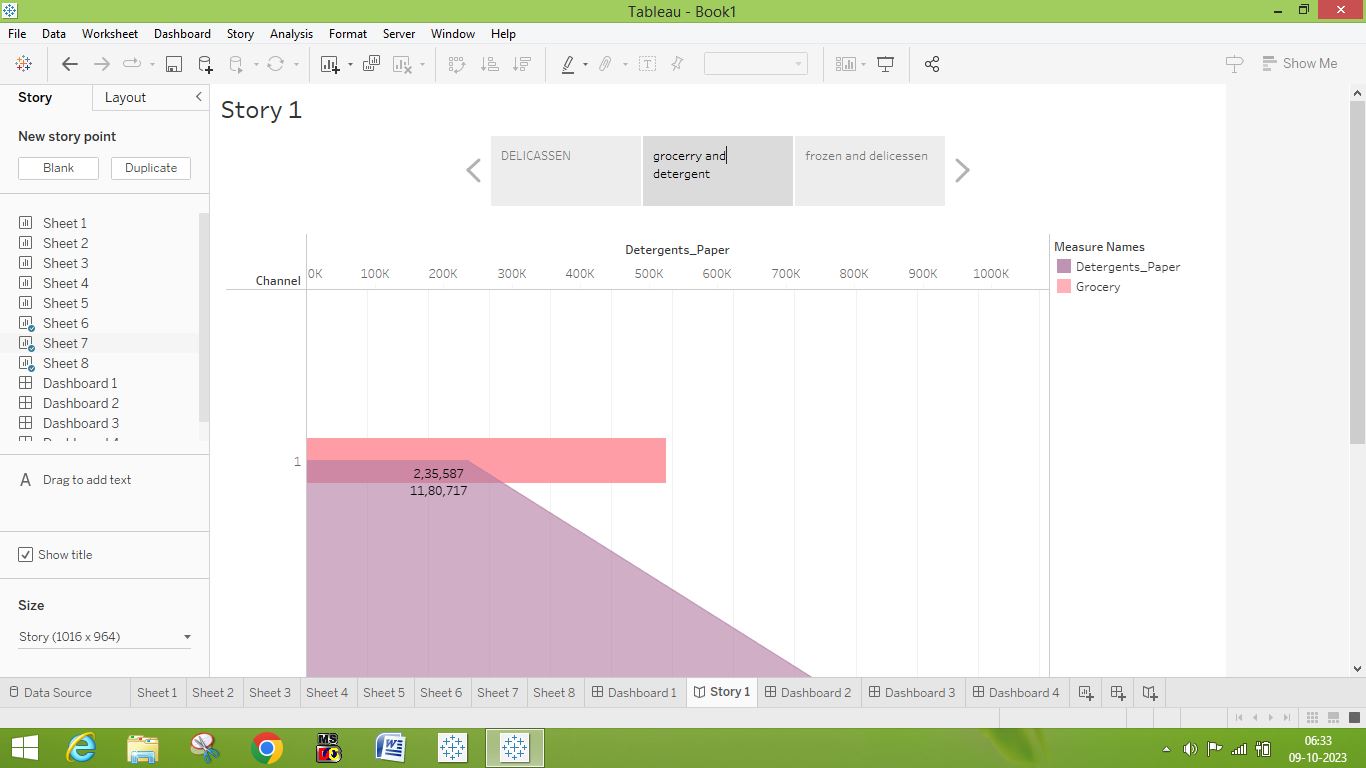 Tableau - Book1
File Data Worksheet Dashboard Story Analysis Format Server Window Help
Show Me
Story Layout
New story point
Blank Duplicate
Sheet 1
Sheet 2
Sheet 3
Sheet 4
Sheet 5
Sheet 6
Sheet 7
Sheet 8
Dashboard 1
Dashboard 2
Dashboard 3
A Drag to add text
Show title
Size
Story (1016 x 964)
Story 1
DELICASSEN
grocerry and
detergent
frozen and delicessen
Detergents_Paper
Channel
0K 100K 200K 300K 400K 500K 600K 700K 800K 900K 1000K
1
2,35,587
11,80,717
Measure Names
Detergents_Paper
Grocery
Data Source Sheet 1 Sheet 2 Sheet 3 Sheet 4 Sheet 5 Sheet 6 Sheet 7 Sheet 8 Dashboard 1 Story 1 Dashboard 2 Dashboard 3 Dashboard 4
MS
06:33
09-10-2023